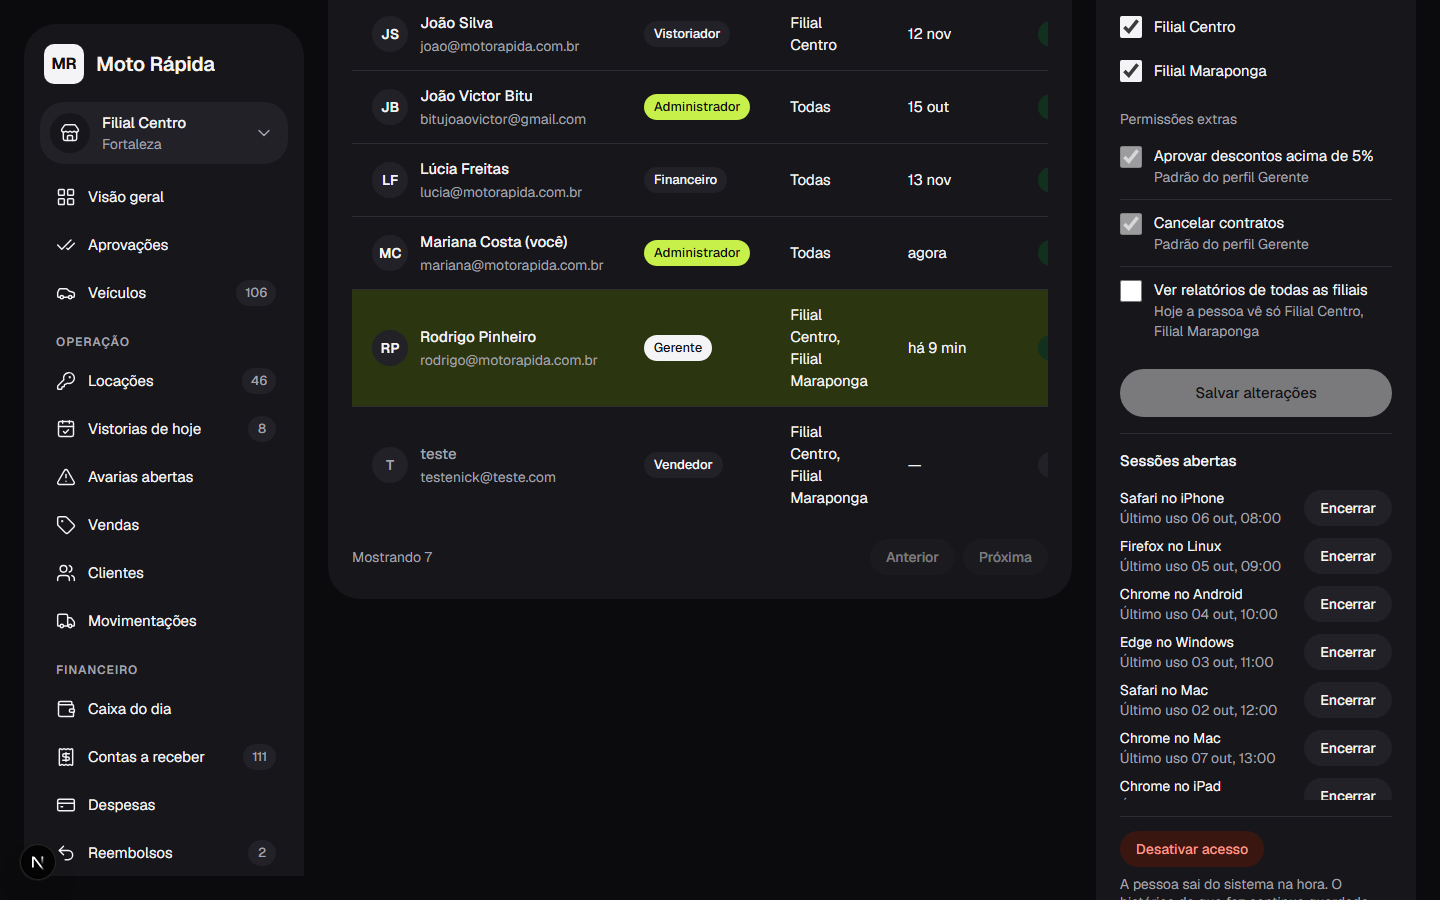 MR Moto Rápida
Filial Centro
Fortaleza
Visão geral
Aprovações
Veículos 106
OPERAÇÃO
Locações 46
Vistorias de hoje 8
Avarias abertas
Vendas
Clientes
Movimentações
FINANCEIRO
Caixa do dia
Contas a receber 111
Despesas
Reembolsos 2
N
JS João Silva
joao@motorapida.com.br
Vistoriador
Filial
Centro
12 nov
JB João Victor Bitu
bitujoaovictor@gmail.com
Administrador
Todas
15 out
LF Lúcia Freitas
lucia@motorapida.com.br
Financeiro
Todas
13 nov
MC Mariana Costa (você)
mariana@motorapida.com.br
Administrador
Todas
agora
RP Rodrigo Pinheiro
rodrigo@motorapida.com.br
Gerente
Filial
Centro,
Filial
Maraponga
há 9 min
T teste
testenick@teste.com
Vendedor
Filial
Centro,
Filial
Maraponga
—
Mostrando 7
Anterior Próxima
Filial Centro
Filial Maraponga
Permissões extras
Aprovar descontos acima de 5%
Padrão do perfil Gerente
Cancelar contratos
Padrão do perfil Gerente
Ver relatórios de todas as filiais
Hoje a pessoa vê só Filial Centro,
Filial Maraponga
Salvar alterações
Sessões abertas
Safari no iPhone
Último uso 06 out, 08:00
Encerrar
Firefox no Linux
Último uso 05 out, 09:00
Encerrar
Chrome no Android
Último uso 04 out, 10:00
Encerrar
Edge no Windows
Último uso 03 out, 11:00
Encerrar
Safari no Mac
Último uso 02 out, 12:00
Encerrar
Chrome no Mac
Último uso 07 out, 13:00
Encerrar
Chrome no iPad
Encerrar
Desativar acesso
A pessoa sai do sistema na hora. O